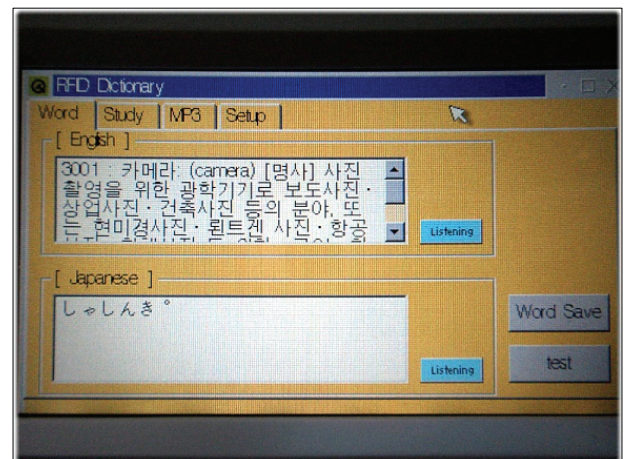 RFID Dictionary
Word Study MP3 Setup
[ English ]
3001 : 카메라: (camera) [명사] 사진
촬영을 위한 광학기기로 보도사진·
상업사진·건축사진 등의 분야, 또
는 현미경사진·뢴트겐 사진·항공
Listening
[ Japanese ]
しゃしんき°
Listening
Word Save
test